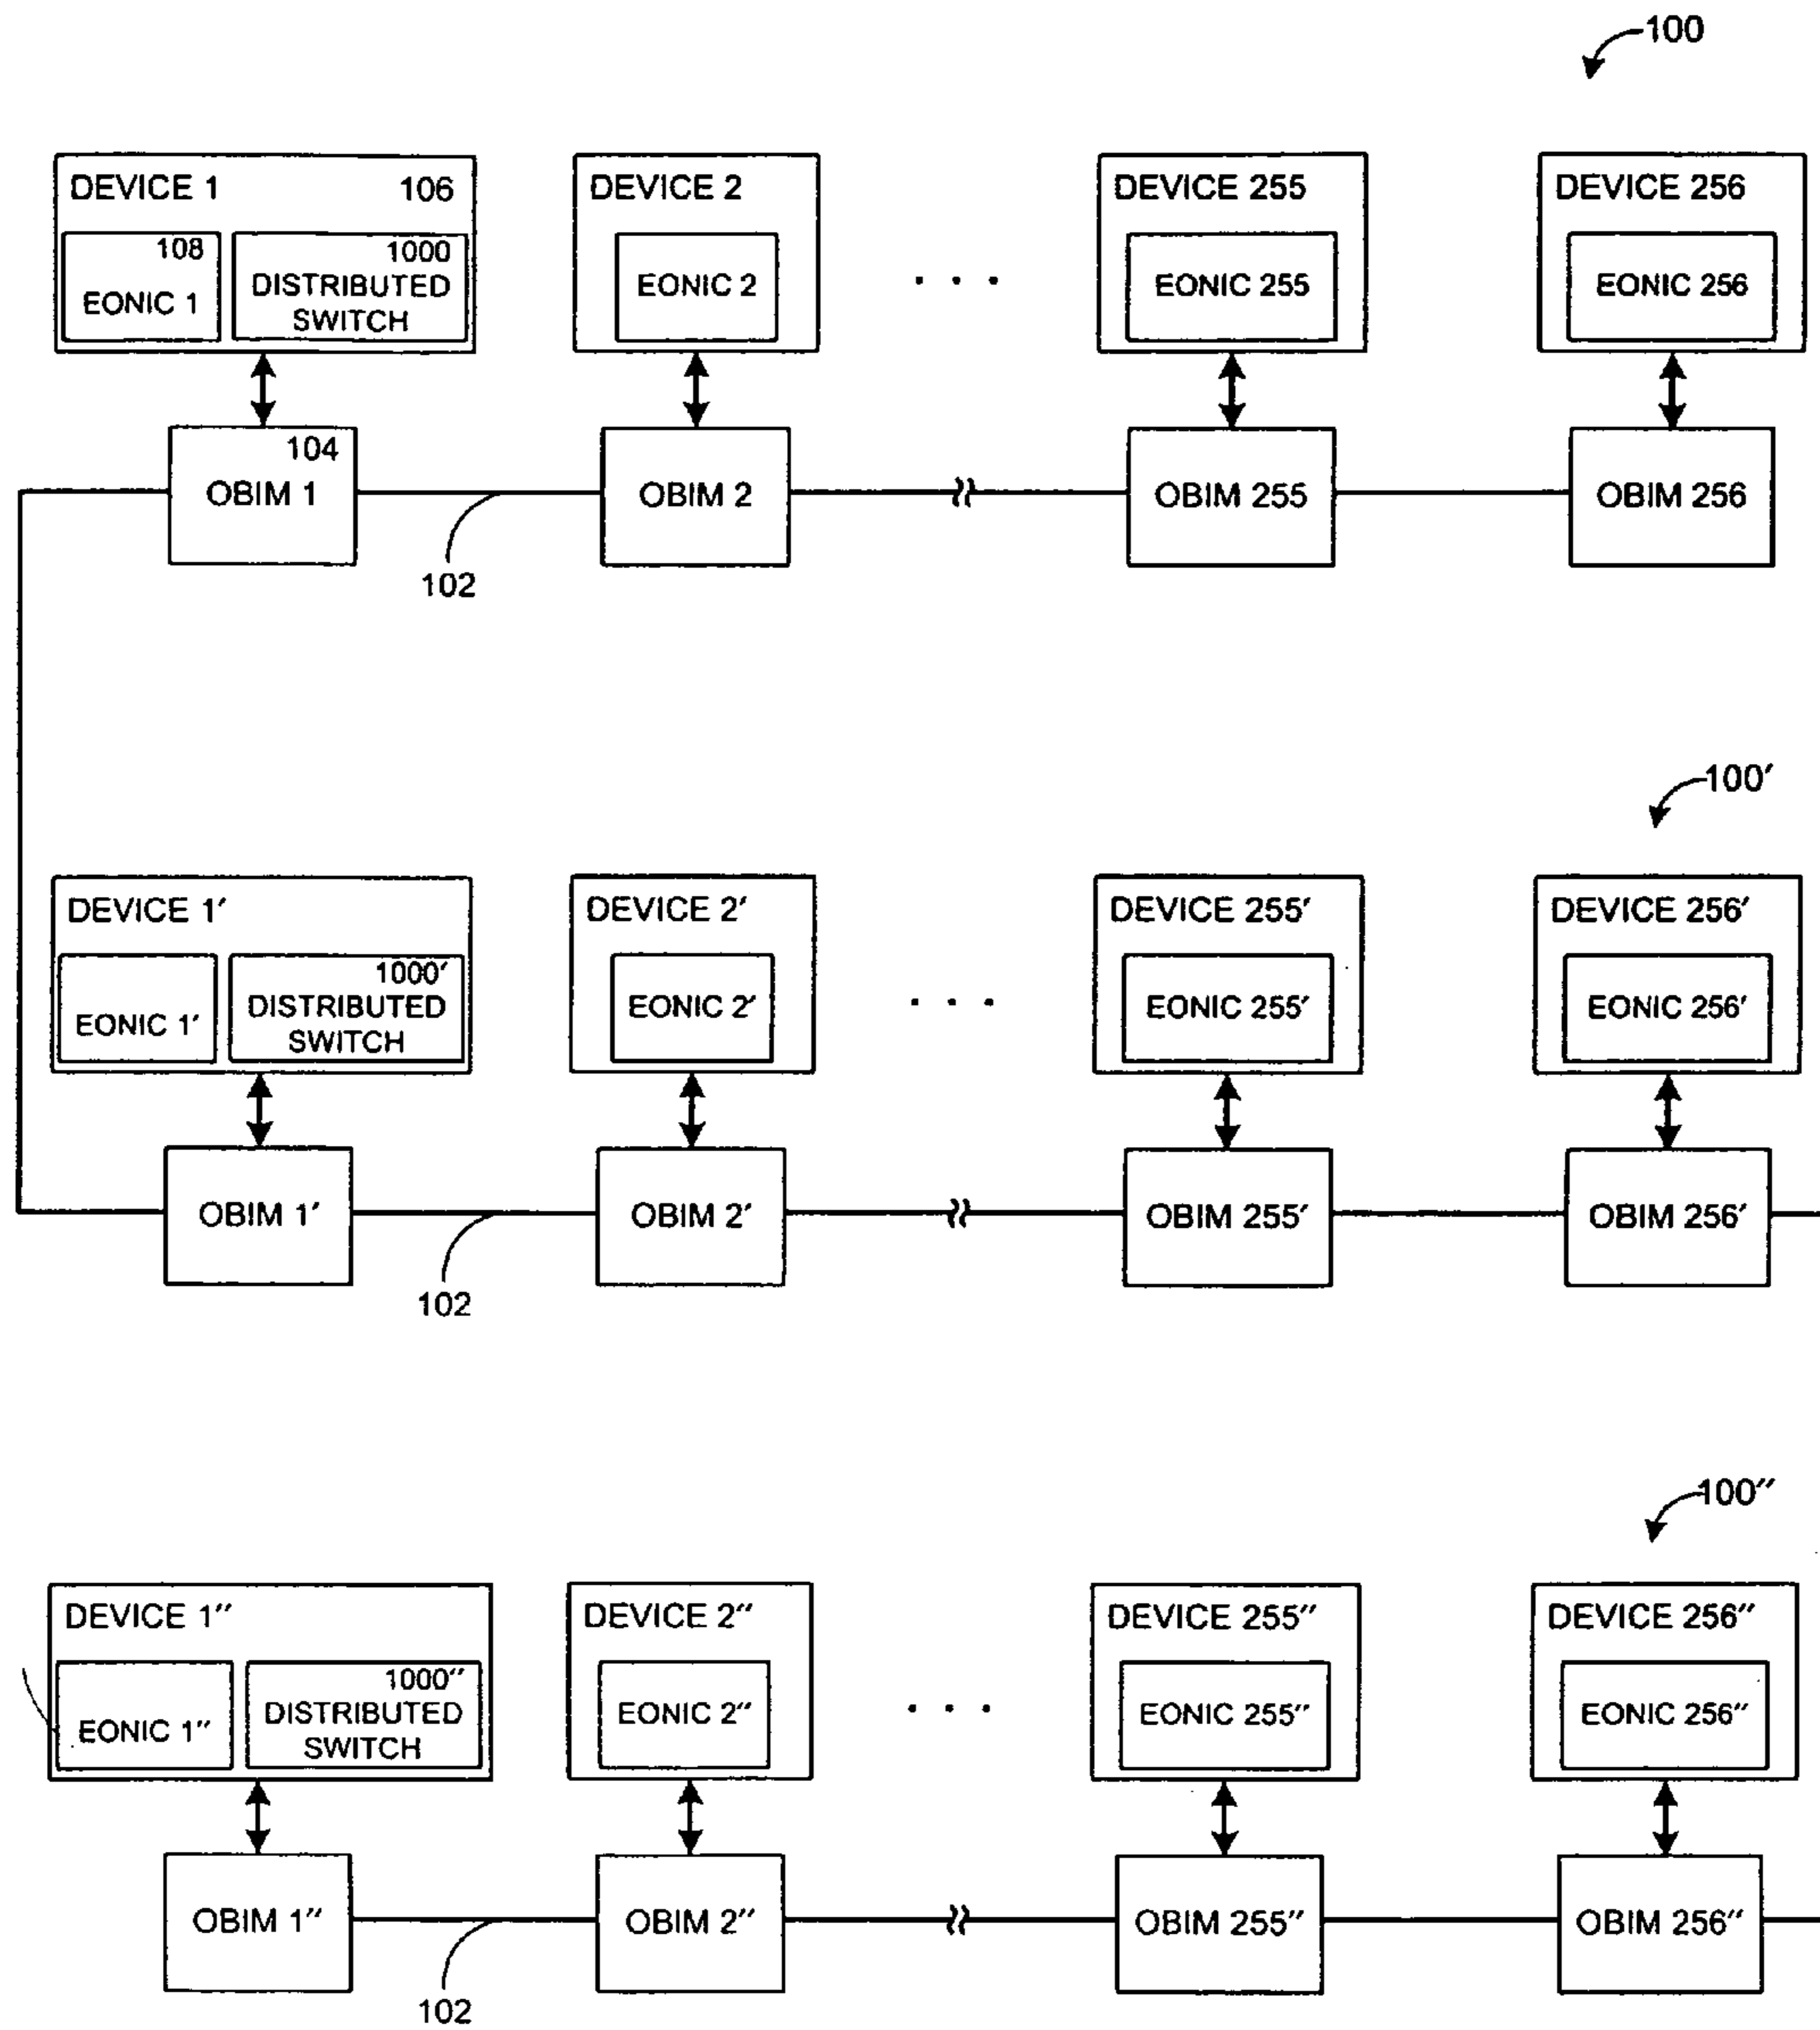 100
DEVICE 1 106
108
EONIC 1
1000
DISTRIBUTED
SWITCH
DEVICE 2
EONIC 2
. . .
DEVICE 255
EONIC 255
DEVICE 256
EONIC 256
104
OBIM 1
OBIM 2
OBIM 255
OBIM 256
102
100′
DEVICE 1′
EONIC 1′
1000′
DISTRIBUTED
SWITCH
DEVICE 2′
EONIC 2′
. . .
DEVICE 255′
EONIC 255′
DEVICE 256′
EONIC 256′
OBIM 1′
OBIM 2′
OBIM 255′
OBIM 256′
102
100″
DEVICE 1″
EONIC 1″
1000″
DISTRIBUTED
SWITCH
DEVICE 2″
EONIC 2″
. . .
DEVICE 255″
EONIC 255″
DEVICE 256″
EONIC 256″
OBIM 1″
OBIM 2″
OBIM 255″
OBIM 256″
102